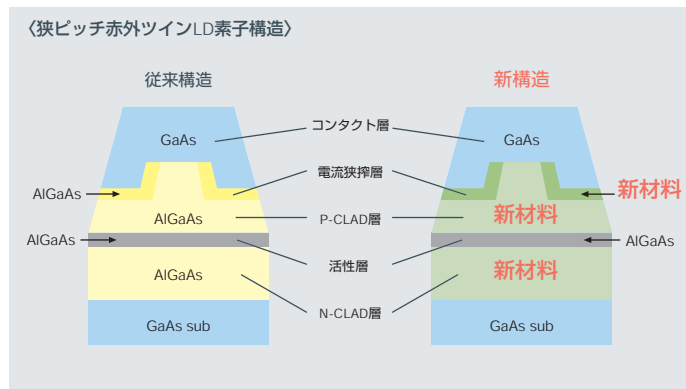 〈狭ピッチ赤外ツインLD素子構造〉
従来構造
新構造
GaAs
コンタクト層
GaAs
電流狭搾層
AlGaAs
新材料
AlGaAs
P-CLAD層
新材料
AlGaAs
AlGaAs
活性層
AlGaAs
新材料
N-CLAD層
GaAs sub
GaAs sub